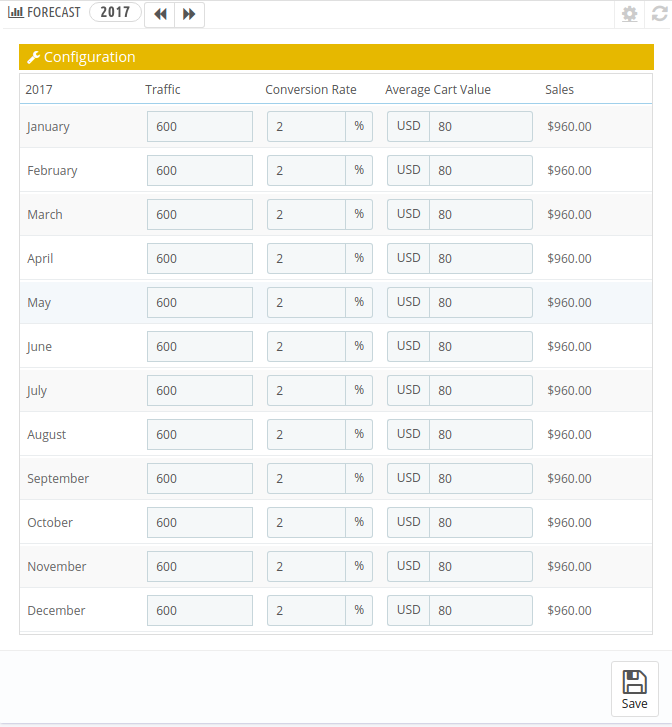 FORECAST 2017
Configuration
2017 Traffic Conversion Rate Average Cart Value Sales
January 600 2 % USD 80 $960.00
February 600 2 % USD 80 $960.00
March 600 2 % USD 80 $960.00
April 600 2 % USD 80 $960.00
May 600 2 % USD 80 $960.00
June 600 2 % USD 80 $960.00
July 600 2 % USD 80 $960.00
August 600 2 % USD 80 $960.00
September 600 2 % USD 80 $960.00
October 600 2 % USD 80 $960.00
November 600 2 % USD 80 $960.00
December 600 2 % USD 80 $960.00
Save